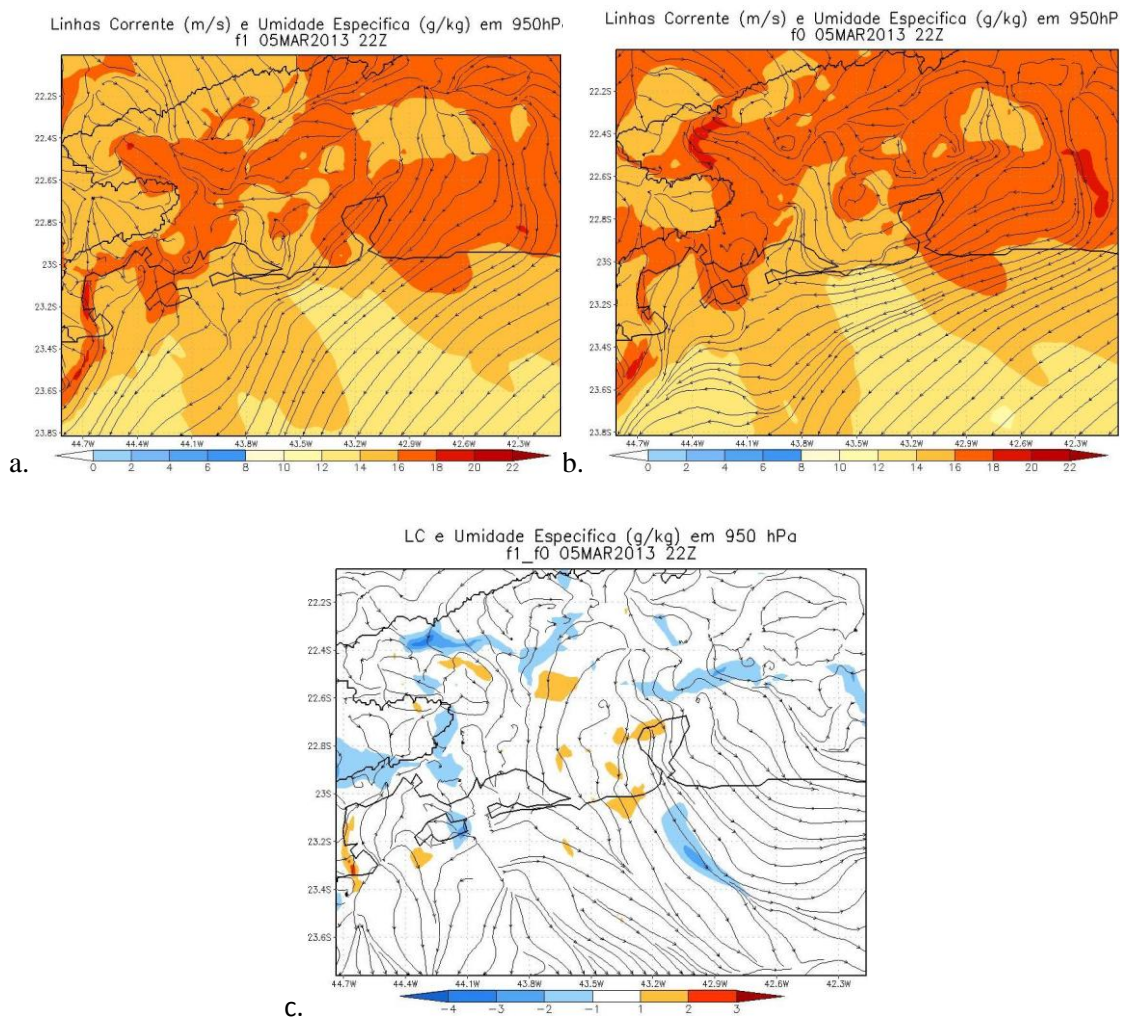 Linhas Corrente (m/s) e Umidade Especifica (g/kg) em 950hP
f1 05MAR2013 22Z
22.2S
22.4S
22.6S
22.8S
23S
23.2S
23.4S
23.6S
23.8S
44.7W 44.4W 44.1W 43.5W 43.2W 42.9W 42.6W 42.3W
0 2 4 6 8 10 12 14 16 18 20 22
a.
Linhas Corrente (m/s) e Umidade Especifica (g/kg) em 950hP
f0 05MAR2013 22Z
22.2S
22.4S
22.6S
22.8S
23S
23.2S
23.4S
23.6S
23.8S
44.7W 44.4W 44.1W 43.5W 43.2W 42.9W 42.6W 42.3W
0 2 4 6 8 10 12 14 16 18 20 22
b.
LC e Umidade Especifica (g/kg) em 950 hPa
f1_f0 05MAR2013 22Z
22.2S
22.4S
22.6S
22.8S
23S
23.2S
23.4S
23.6S
44.7W 44.4W 44.1W 43.5W 43.2W 42.9W 42.6W 42.3W
-4 -3 -2 -1 1 2 3
c.